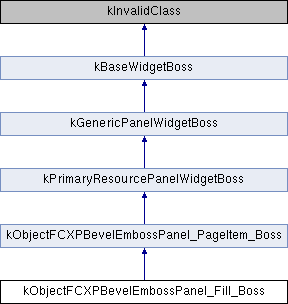 kInvalidClass
kBaseWidgetBoss
kGenericPanelWidgetBoss
kPrimaryResourcePanelWidgetBoss
kObjectFCXPBevelEmbossPanel_PageItem_Boss
kObjectFCXPBevelEmbossPanel_Fill_Boss